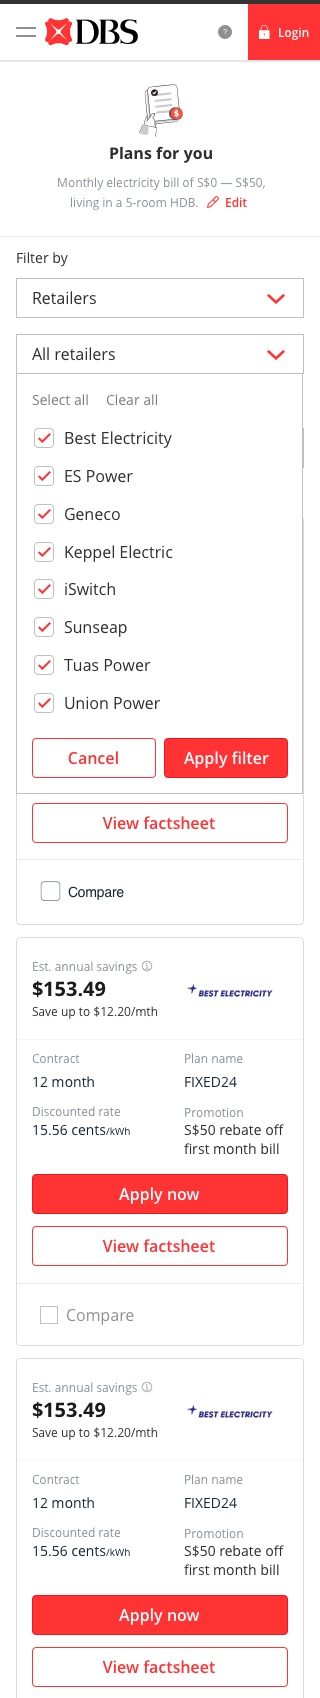 DBS
?
Login
Plans for you
Monthly electricity bill of S$0 — S$50,
living in a 5-room HDB. Edit
Filter by
Retailers
All retailers
Select all Clear all
Best Electricity
ES Power
Geneco
Keppel Electric
iSwitch
Sunseap
Tuas Power
Union Power
Cancel Apply filter
View factsheet
Compare
Est. annual savings
$153.49
BEST ELECTRICITY
Save up to $12.20/mth
Contract Plan name
12 month FIXED24
Discounted rate Promotion
15.56 cents/kWh S$50 rebate off
first month bill
Apply now
View factsheet
Compare
Est. annual savings
$153.49
BEST ELECTRICITY
Save up to $12.20/mth
Contract Plan name
12 month FIXED24
Discounted rate Promotion
15.56 cents/kWh S$50 rebate off
first month bill
Apply now
View factsheet